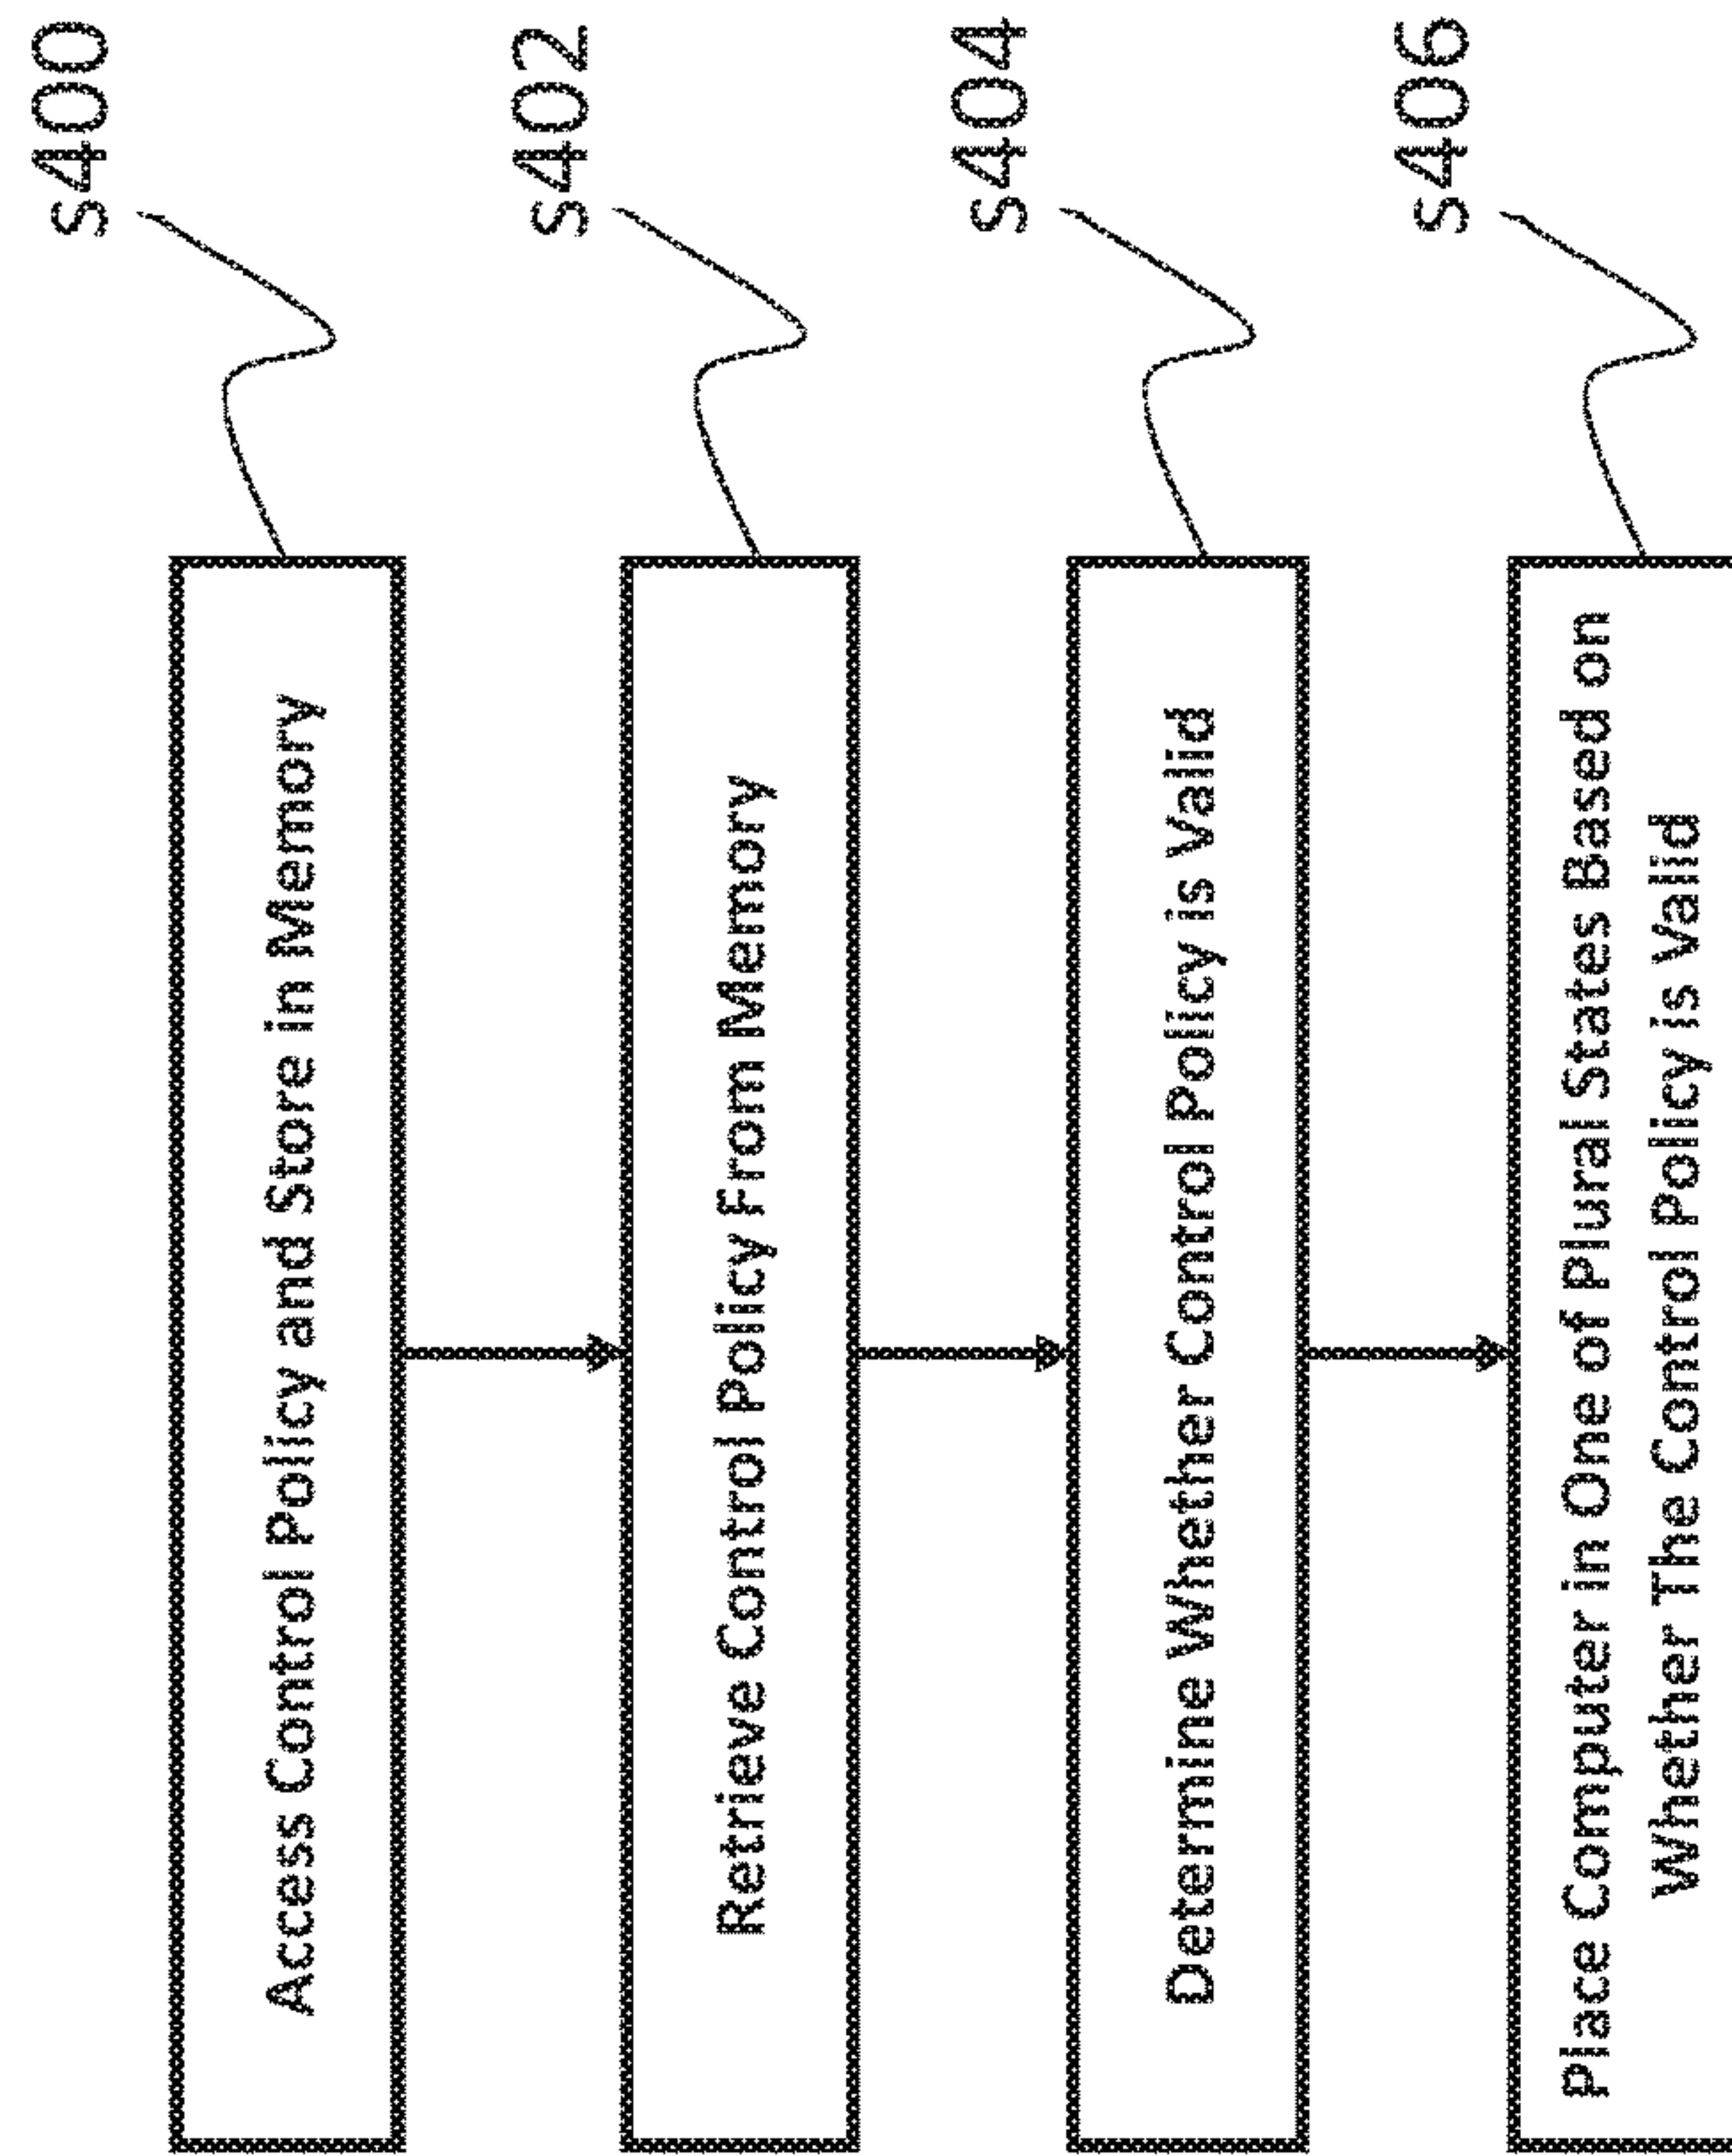 Access Control Policy and Store in Memory
s400
Retrieve Control Policy From Memory
s402
Determine Whether Control Policy is Valid
s404
Place Computer in One of Plural States Based on
Whether The Control Policy is Valid
s406